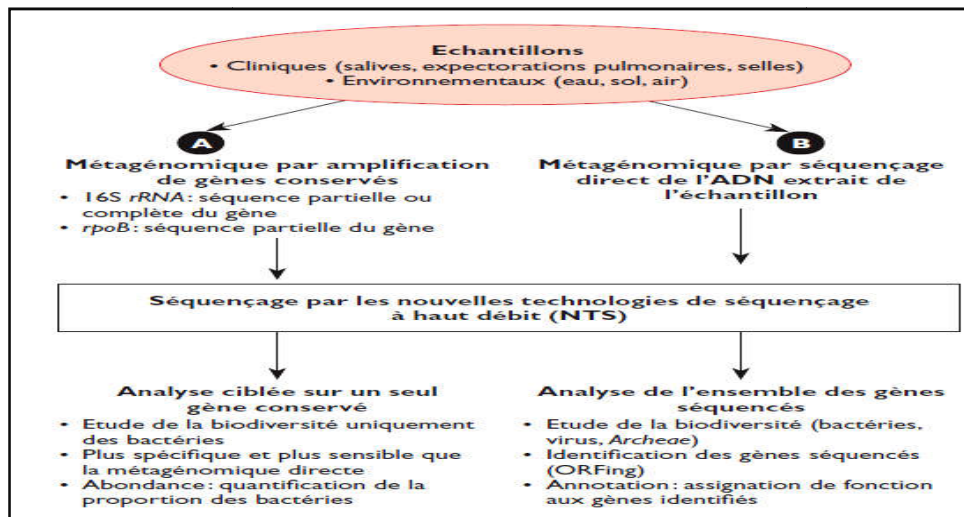 Echantillons
• Cliniques (salives, expectorations pulmonaires, selles)
• Environnementaux (eau, sol, air)
A
Métagénomique par amplification
de gènes conservés
• 16S rRNA: séquence partielle ou
complète du gène
• rpoB: séquence partielle du gène
B
Métagénomique par séquençage
direct de l'ADN extrait de
l'échantillon
Séquençage par les nouvelles technologies de séquençage
à haut débit (NTS)
Analyse ciblée sur un seul
gène conservé
• Etude de la biodiversité uniquement
des bactéries
• Plus spécifique et plus sensible que
la métagénomique directe
• Abondance: quantification de la
proportion des bactéries
Analyse de l'ensemble des gènes
séquencés
• Etude de la biodiversité (bactéries,
virus, Archeae)
• Identification des gènes séquencés
(ORFing)
• Annotation: assignation de fonction
aux gènes identifiés